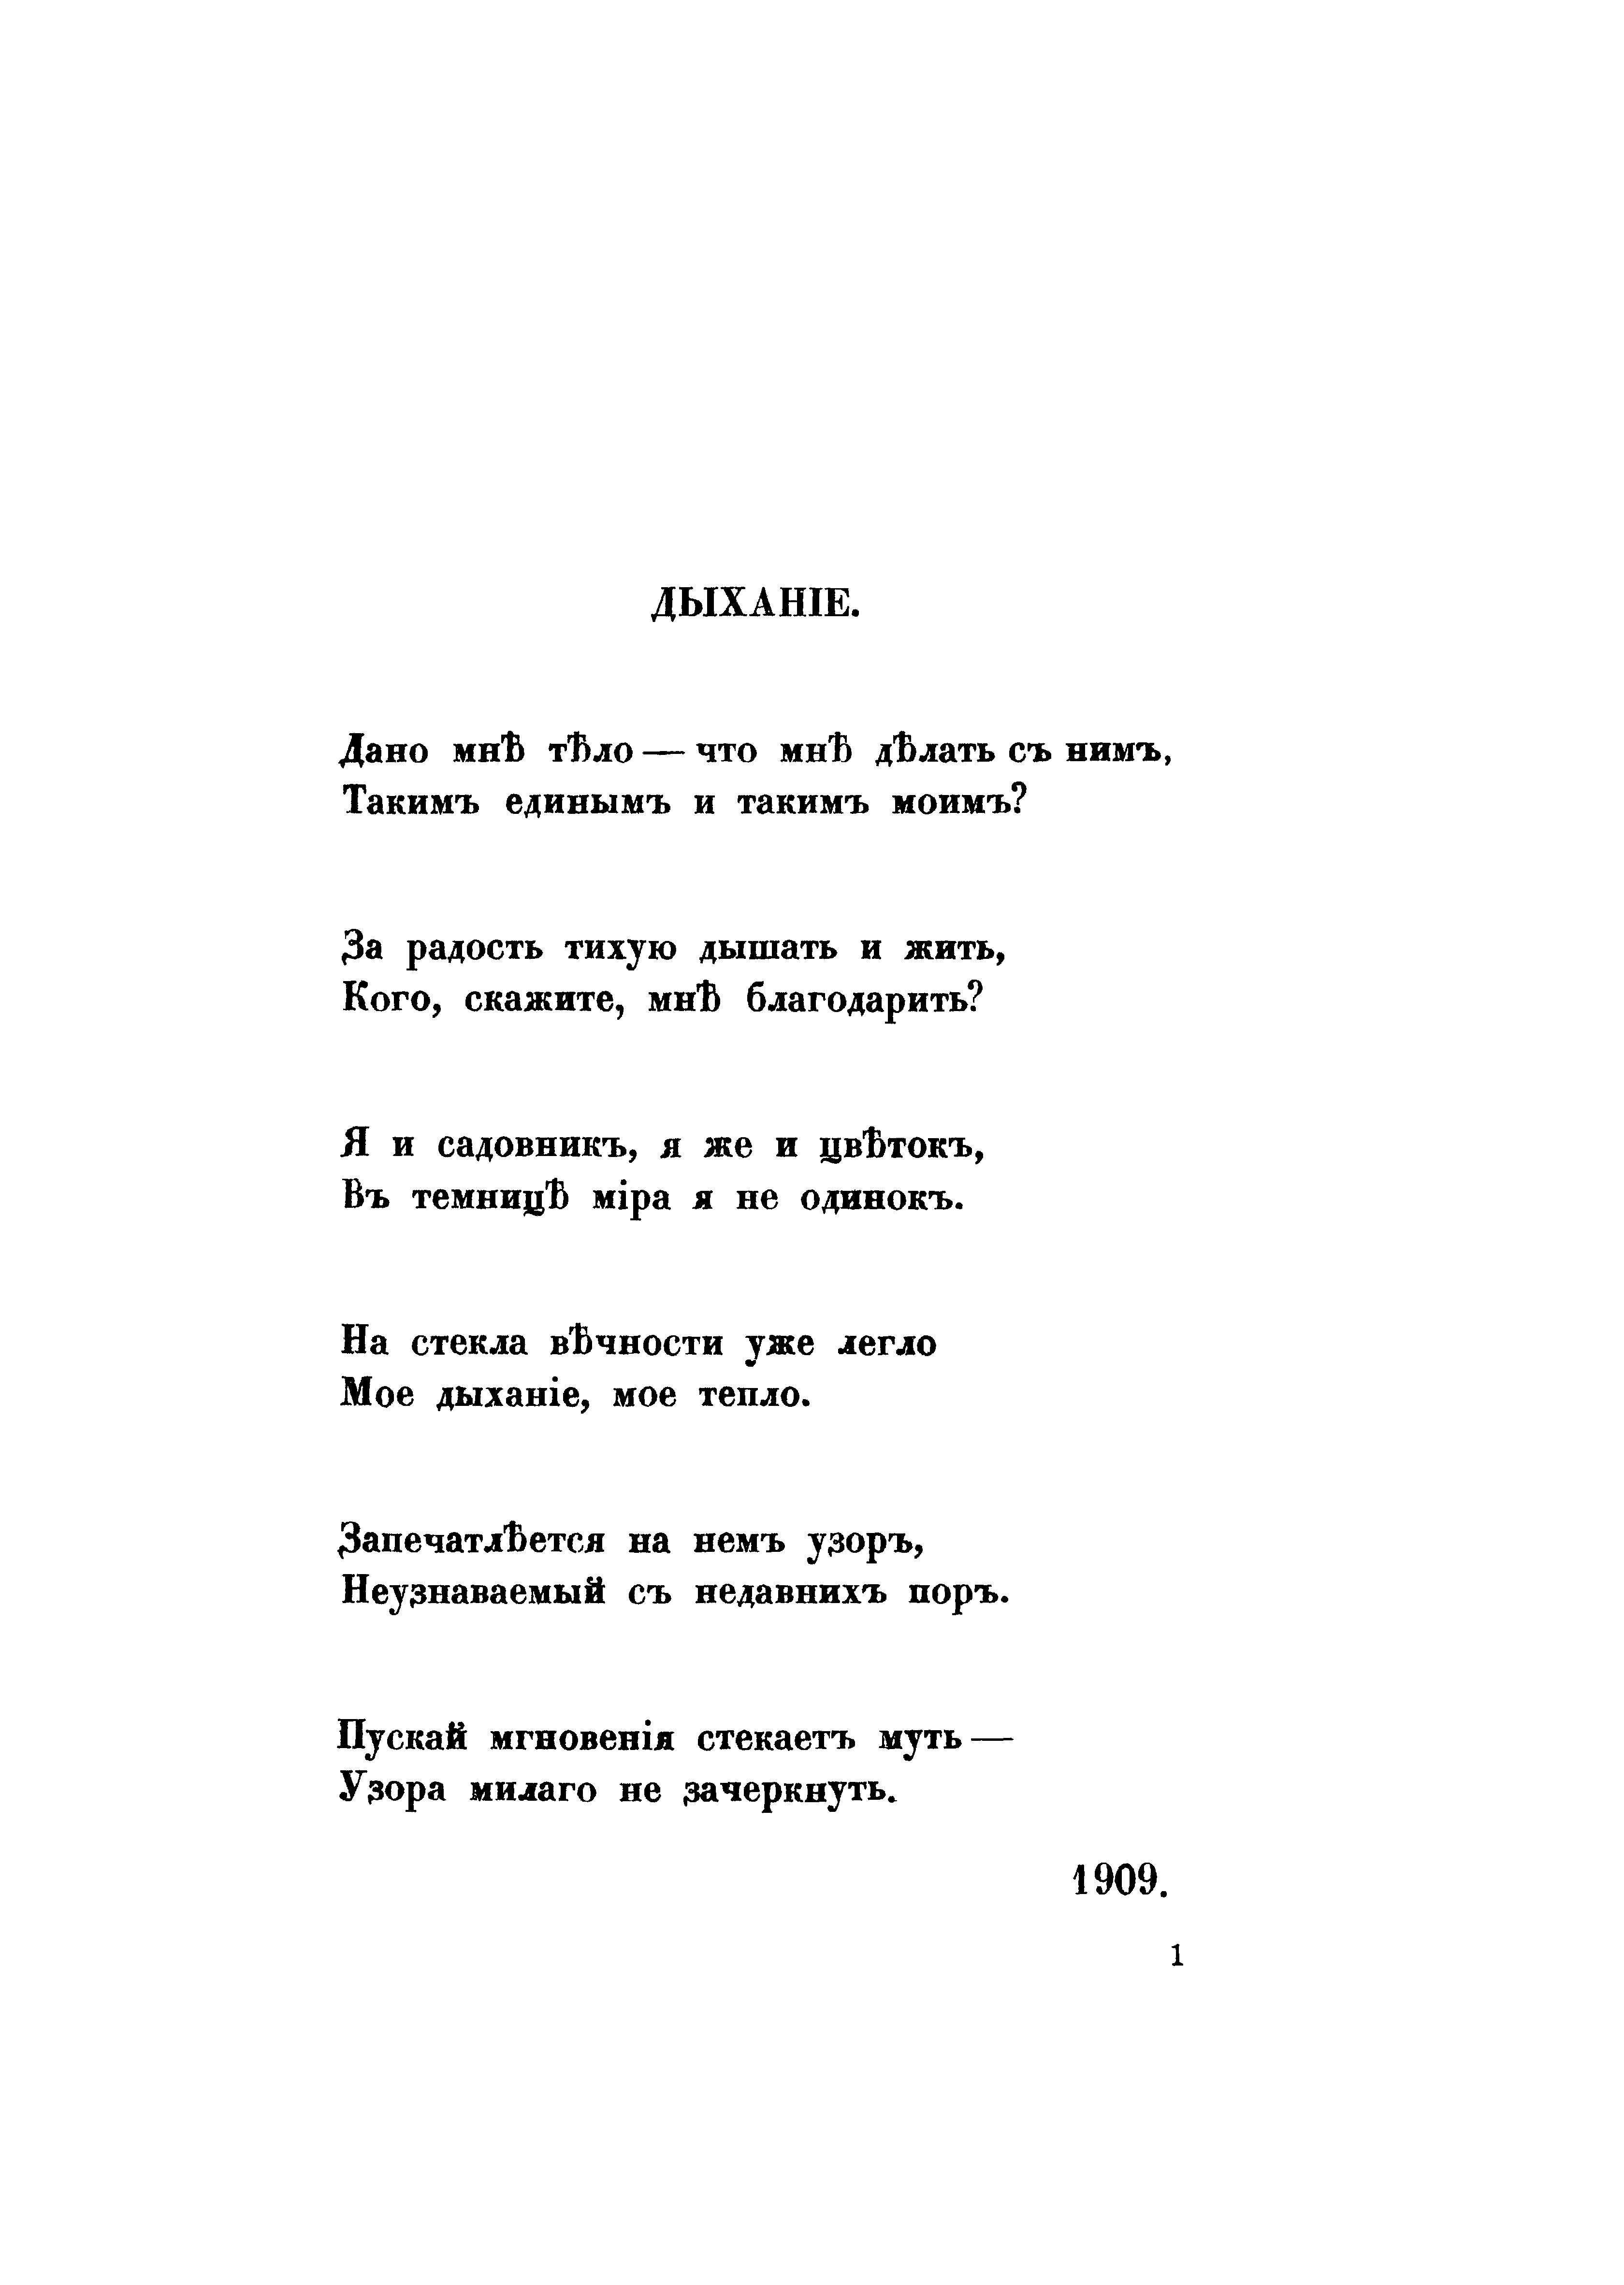 ДЫХАНІЕ.
Дано мнѣ тѣло — что мнѣ дѣлать съ нимъ,
Такимъ единымъ и такимъ моимъ?
За радость тихую дышать и жить,
Кого, скажите, мнѣ благодарить?
Я и садовникъ, я же и цвѣтокъ,
Въ темницѣ міра я не одинокъ.
На стекла вѣчности уже легло
Мое дыханіе, мое тепло.
Запечатлѣется на немъ узоръ,
Неузнаваемый съ недавнихъ поръ.
Пускай мгновенія стекаетъ муть —
Узора милаго не зачеркнуть.
1909.
1